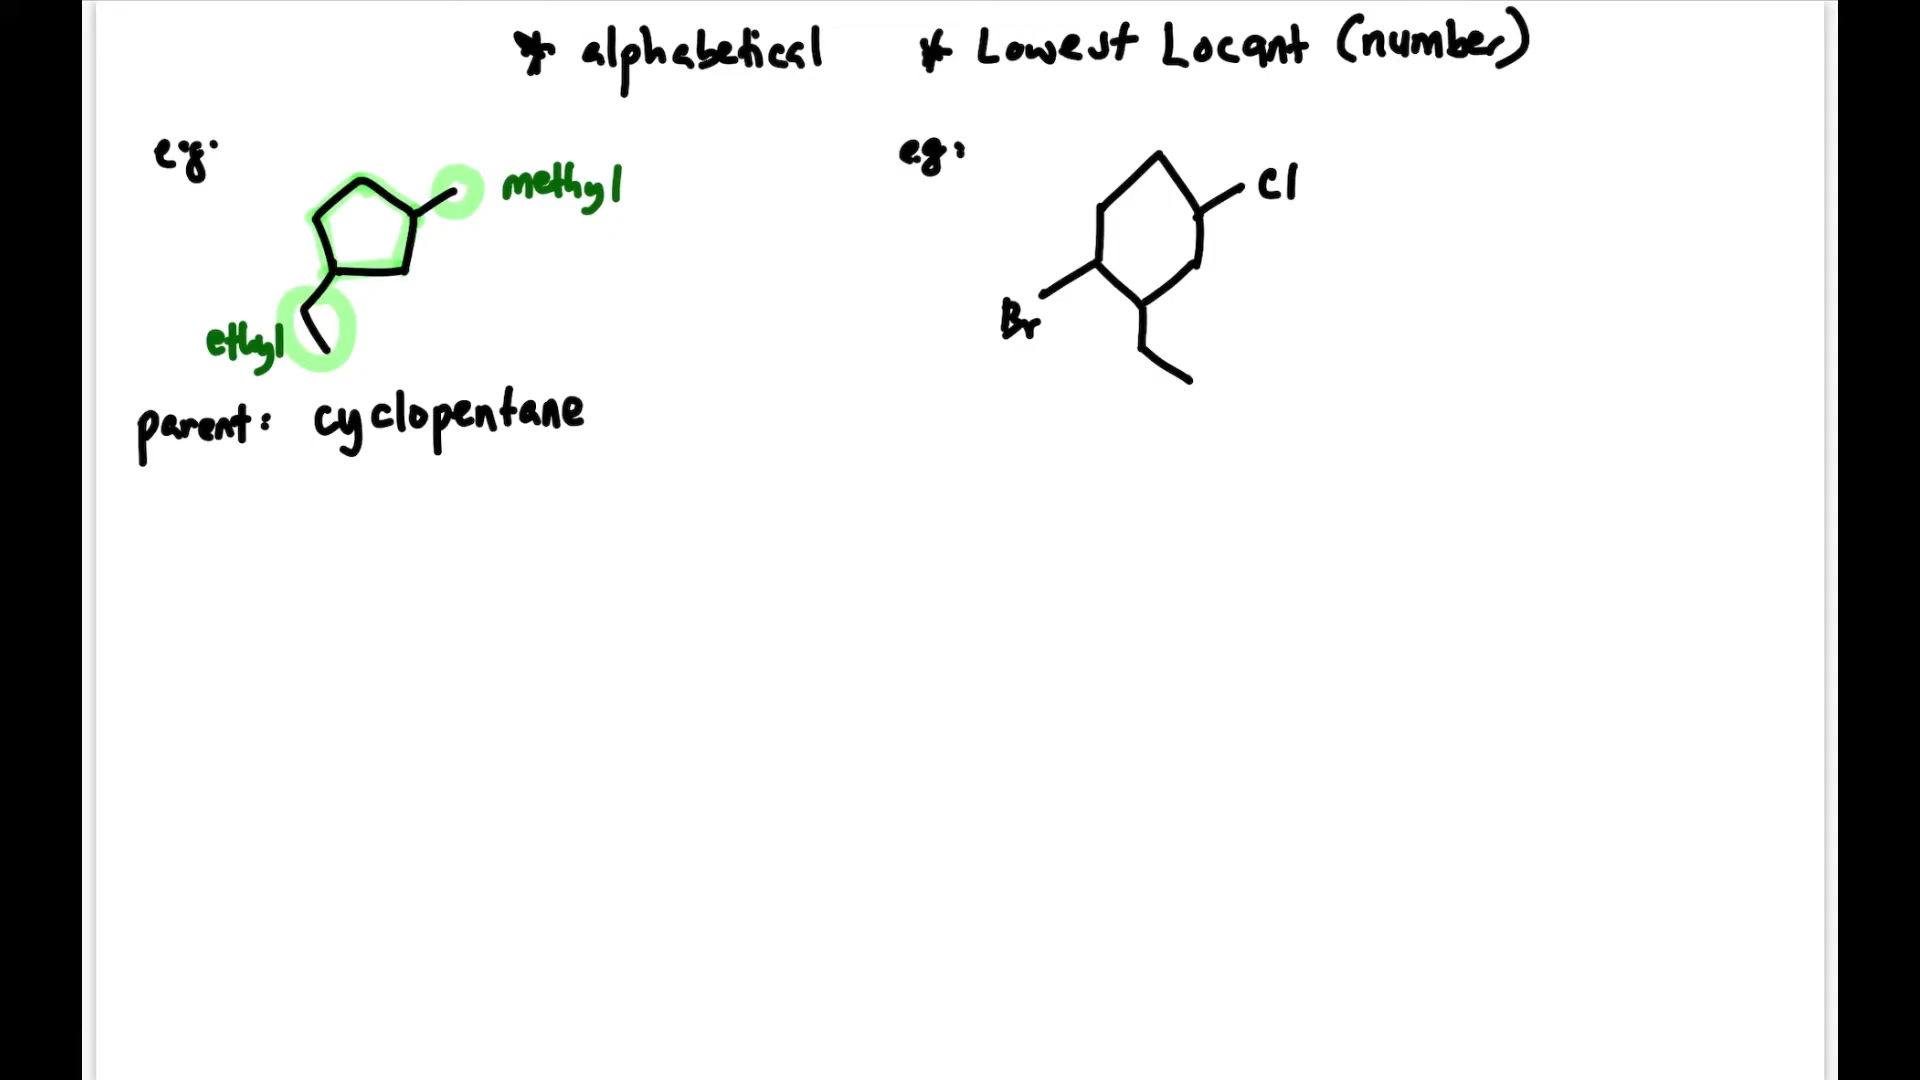 * alphabetical * Lowest Locant (number)
e.g.
methyl
ethyl
parent: cyclopentane
e.g:
Cl
Br